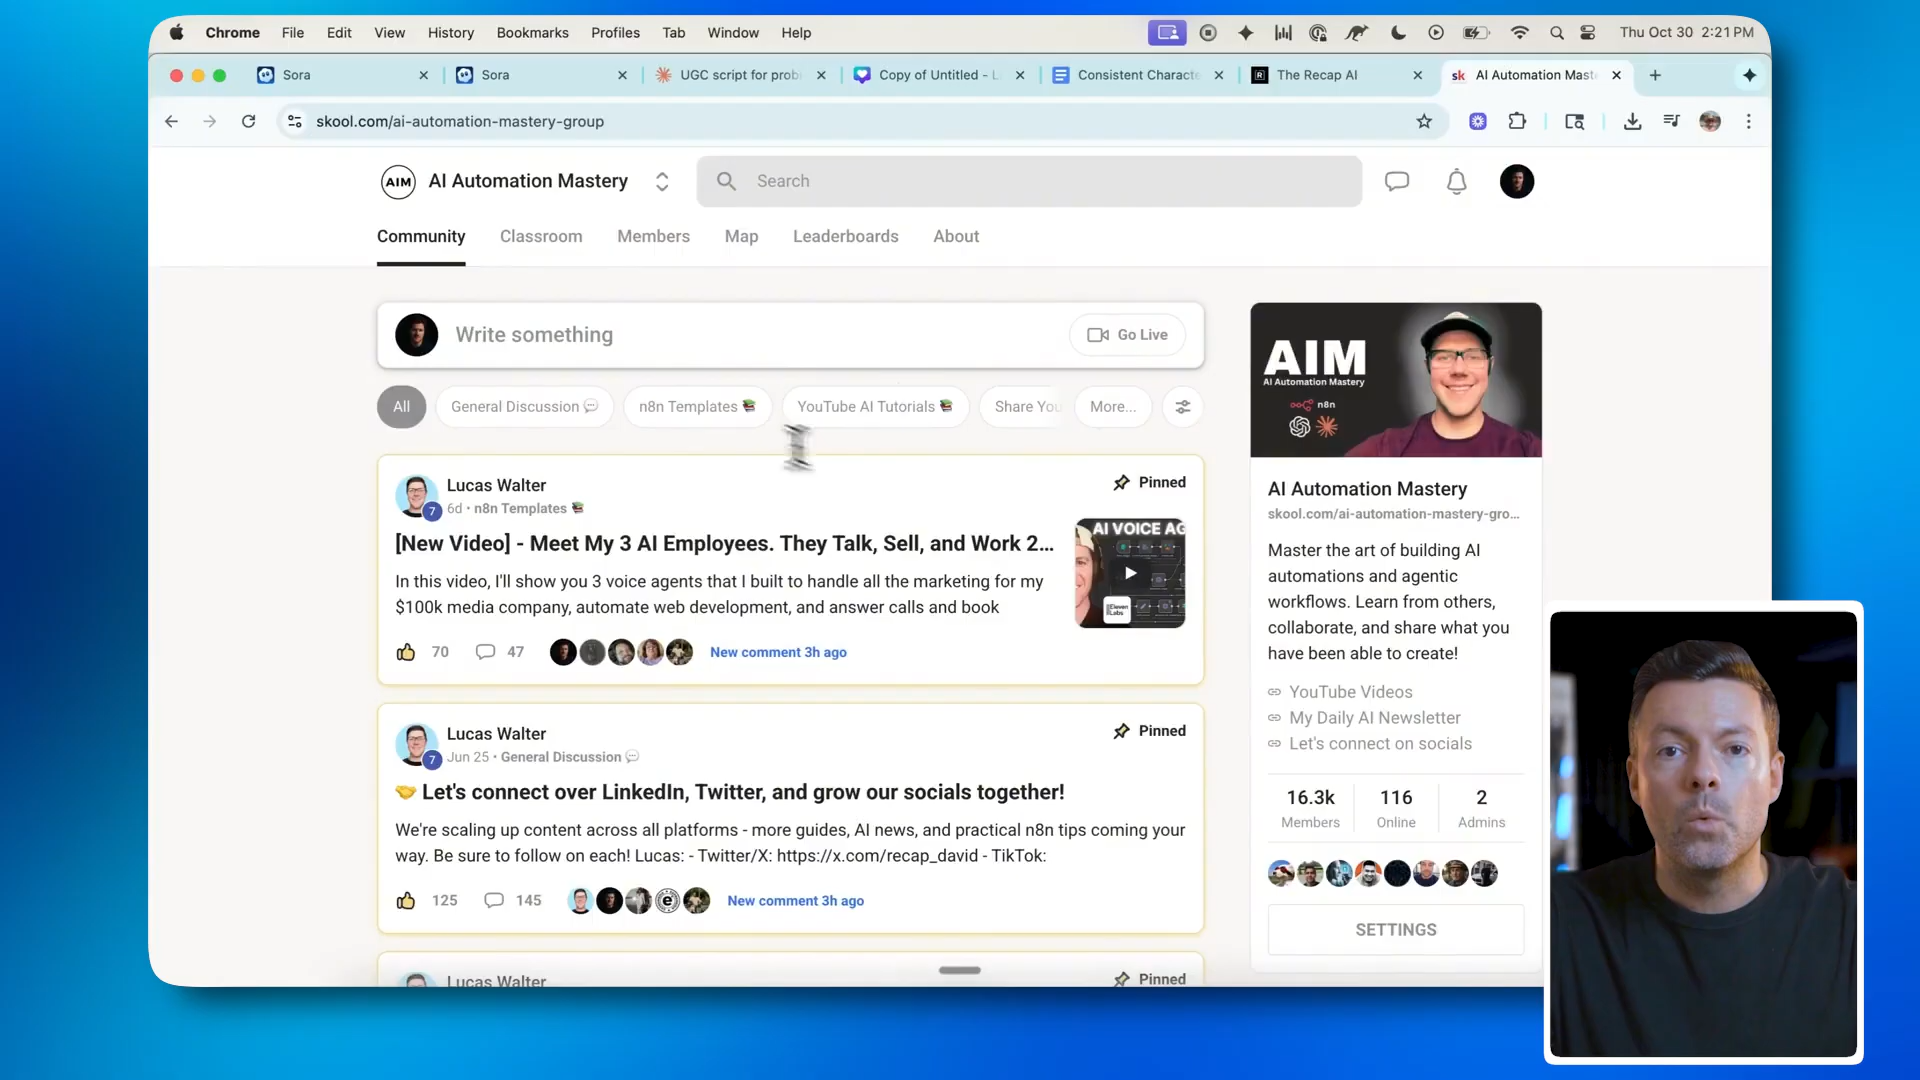 Chrome File Edit View History Bookmarks Profiles Tab Window Help Thu Oct 30 2:21 PM
Sora Sora UGC script for prob Copy of Untitled - L Consistent Characte The Recap AI sk AI Automation Maste
skool.com/ai-automation-mastery-group
AIM AI Automation Mastery Search
Community Classroom Members Map Leaderboards About
Write something Go Live
All General Discussion n8n Templates YouTube AI Tutorials Share You More...
Lucas Walter Pinned
7 6d • n8n Templates
[New Video] - Meet My 3 AI Employees. They Talk, Sell, and Work 2...
In this video, I'll show you 3 voice agents that I built to handle all the marketing for my
$100k media company, automate web development, and answer calls and book
AI VOICE AG
70 47 New comment 3h ago
Lucas Walter Pinned
7 Jun 25 • General Discussion
Let's connect over LinkedIn, Twitter, and grow our socials together!
We're scaling up content across all platforms - more guides, AI news, and practical n8n tips coming your
way. Be sure to follow on each! Lucas: - Twitter/X: https://x.com/recap_david - TikTok:
125 145 New comment 3h ago
Lucas Walter Pinned
AIM
AI Automation Mastery
n8n
AI Automation Mastery
skool.com/ai-automation-mastery-gro...
Master the art of building AI
automations and agentic
workflows. Learn from others,
collaborate, and share what you
have been able to create!
YouTube Videos
My Daily AI Newsletter
Let's connect on socials
16.3k 116 2
Members Online Admins
SETTINGS